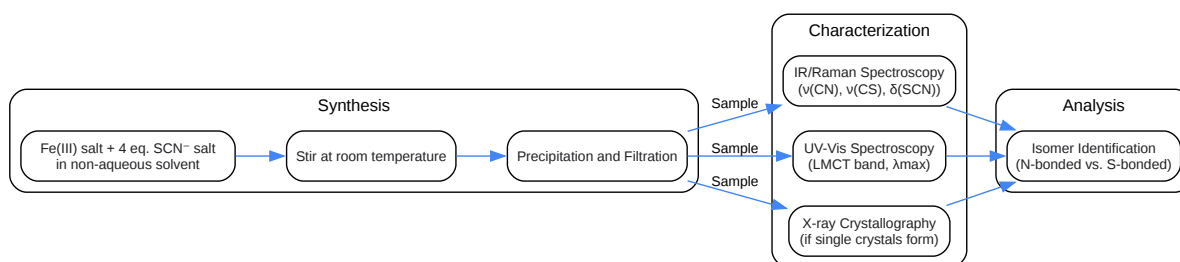 Synthesis
Fe(III) salt + 4 eq. SCN⁻ salt
in non-aqueous solvent
Stir at room temperature
Precipitation and Filtration
Sample
Sample
Sample
Characterization
IR/Raman Spectroscopy
(ν(CN), ν(CS), δ(SCN))
UV-Vis Spectroscopy
(LMCT band, λmax)
X-ray Crystallography
(if single crystals form)
Analysis
Isomer Identification
(N-bonded vs. S-bonded)